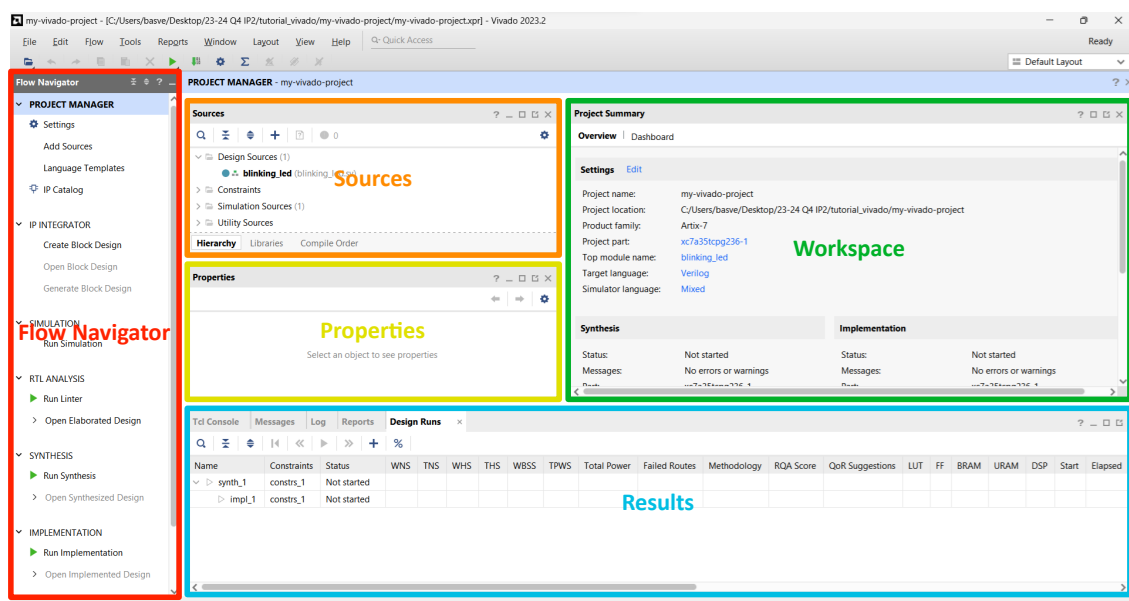 my-vivado-project - [C:/Users/basve/Desktop/23-24 Q4 IP2/tutorial_vivado/my-vivado-project/my-vivado-project.xpr] - Vivado 2023.2
File Edit Flow Tools Reports Window Layout View Help Q- Quick Access Ready
Default Layout
Flow Navigator
PROJECT MANAGER - my-vivado-project
PROJECT MANAGER
Settings
Add Sources
Language Templates
IP Catalog
IP INTEGRATOR
Create Block Design
Open Block Design
Generate Block Design
SIMULATION
Run Simulation
Flow Navigator
RTL ANALYSIS
Run Linter
Open Elaborated Design
SYNTHESIS
Run Synthesis
Open Synthesized Design
IMPLEMENTATION
Run Implementation
Open Implemented Design
Sources
0
Design Sources (1)
blinking_led (blinking_led.sv)
Constraints
Simulation Sources (1)
Utility Sources
Hierarchy Libraries Compile Order
Sources
Properties
Properties
Select an object to see properties
Project Summary
Overview Dashboard
Settings Edit
Project name: my-vivado-project
Project location: C:/Users/basve/Desktop/23-24 Q4 IP2/tutorial_vivado/my-vivado-project
Product family: Artix-7
Project part: xc7a35tcpg236-1
Top module name: blinking_led
Target language: Verilog
Simulator language: Mixed
Workspace
Synthesis Implementation
Status: Not started Status: Not started
Messages: No errors or warnings Messages: No errors or warnings
Part: xc7a35tcpg236-1 Part: xc7a35tcpg236-1
Tcl Console Messages Log Reports Design Runs
Name Constraints Status WNS TNS WHS THS WBSS TPWS Total Power Failed Routes Methodology RQA Score QoR Suggestions LUT FF BRAM URAM DSP Start Elapsed
synth_1 constrs_1 Not started
impl_1 constrs_1 Not started
Results